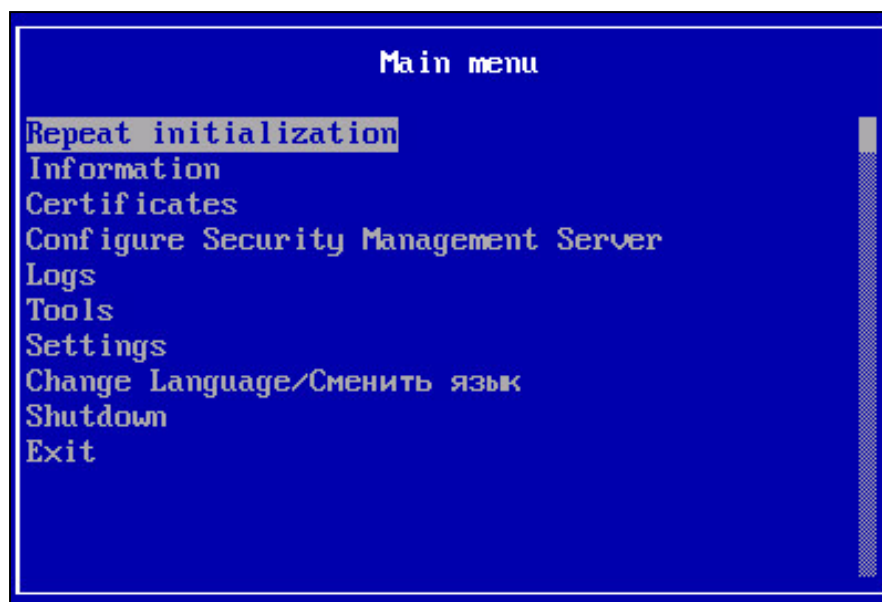 Main menu
Repeat initialization
Information
Certificates
Configure Security Management Server
Logs
Tools
Settings
Change Language/Сменить язык
Shutdown
Exit